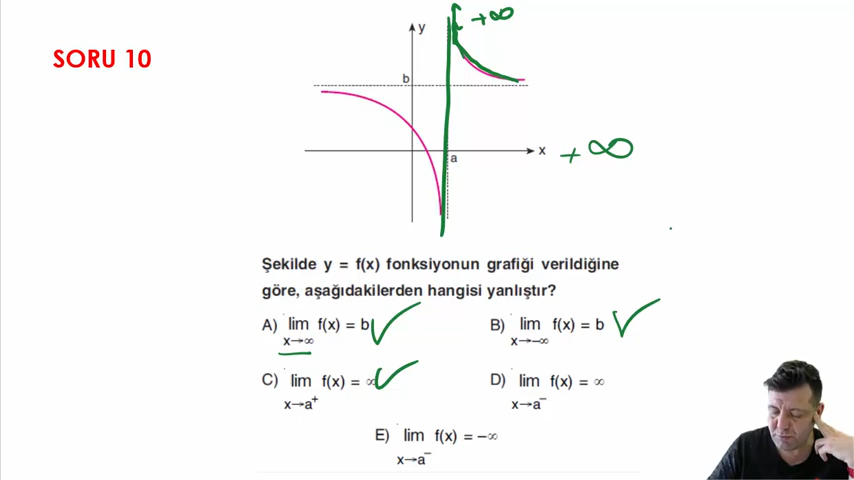 SORU 10
+∞
y
b
x
+ ∞
a
Şekilde y = f(x) fonksiyonun grafiği verildiğine
göre, aşağıdakilerden hangisi yanlıştır?
A) lim f(x) = b
x→∞
B) lim f(x) = b
x→-∞
C) lim f(x) = ∞
x→a⁺
D) lim f(x) = ∞
x→a⁻
E) lim f(x) = -∞
x→a⁻